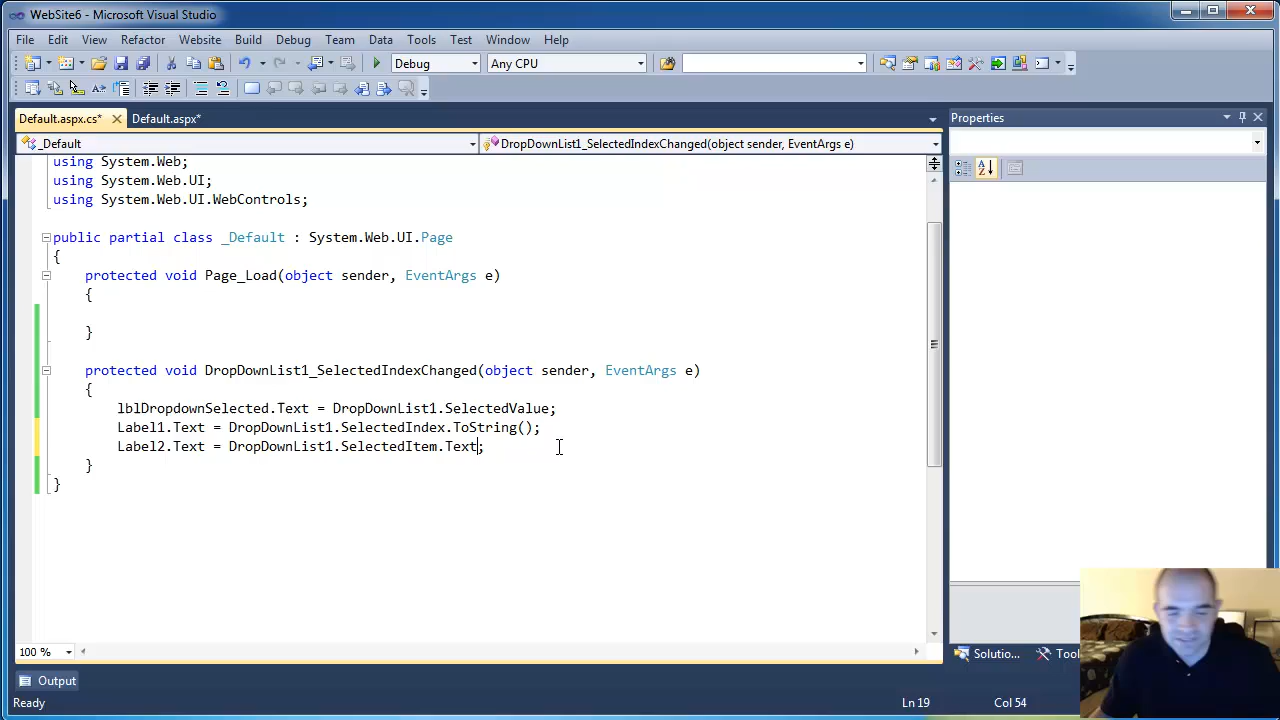 WebSite6 - Microsoft Visual Studio
File Edit View Refactor Website Build Debug Team Data Tools Test Window Help
Debug Any CPU
Default.aspx.cs* Default.aspx* Properties
_Default DropDownList1_SelectedIndexChanged(object sender, EventArgs e)
using System.Web;
using System.Web.UI;
using System.Web.UI.WebControls;
public partial class _Default : System.Web.UI.Page
{
protected void Page_Load(object sender, EventArgs e)
{
}
protected void DropDownList1_SelectedIndexChanged(object sender, EventArgs e)
{
lblDropdownSelected.Text = DropDownList1.SelectedValue;
Label1.Text = DropDownList1.SelectedIndex.ToString();
Label2.Text = DropDownList1.SelectedItem.Text;
}
}
100 % Solutio... Tool
Output
Ready Ln 19 Col 54